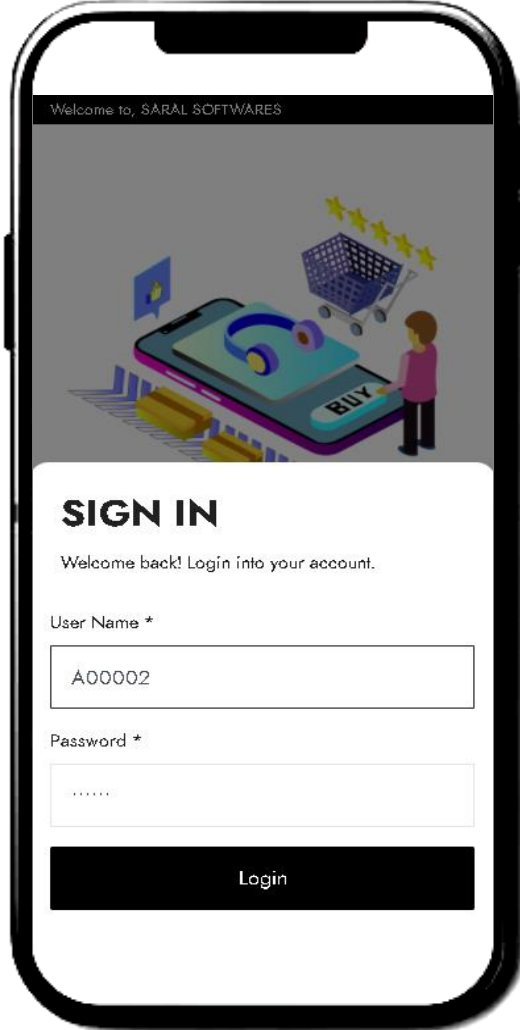 Welcome to, SARAL SOFTWARES
BUY
SIGN IN
Welcome back! Login into your account.
User Name *
A00002
Password *
......
Login